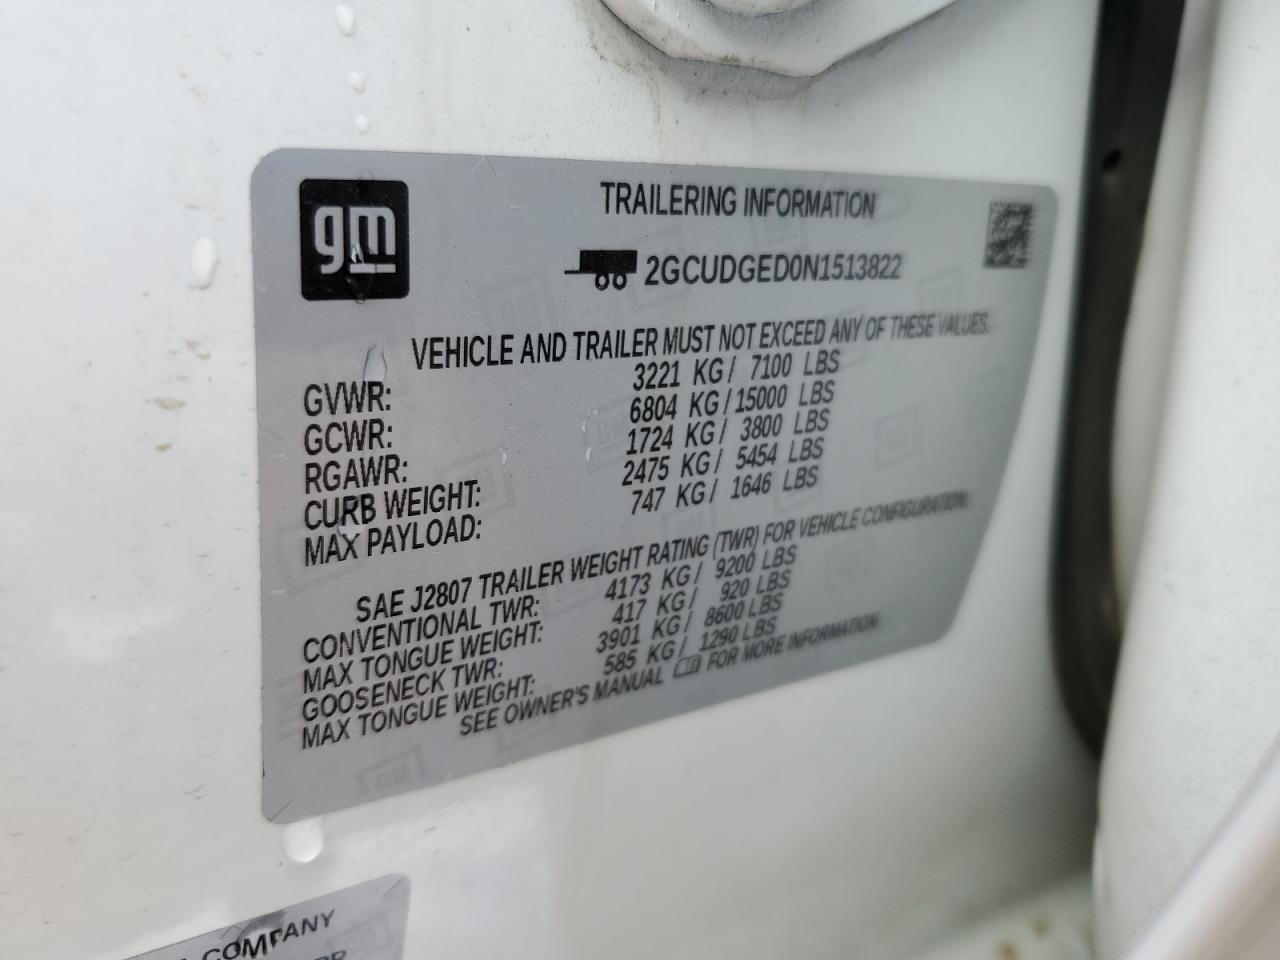 gm
TRAILERING INFORMATION
2GCUDGED0N1513822
VEHICLE AND TRAILER MUST NOT EXCEED ANY OF THESE VALUES.
GVWR: 3221 KG/ 7100 LBS
GCWR: 6804 KG/15000 LBS
RGAWR: 1724 KG/ 3800 LBS
CURB WEIGHT: 2475 KG/ 5454 LBS
MAX PAYLOAD: 747 KG/ 1646 LBS
SAE J2807 TRAILER WEIGHT RATING (TWR) FOR VEHICLE CONFIGURATION.
CONVENTIONAL TWR: 4173 KG/ 9200 LBS
MAX TONGUE WEIGHT: 417 KG/ 920 LBS
GOOSENECK TWR: 3901 KG/ 8600 LBS
MAX TONGUE WEIGHT: 585 KG/ 1290 LBS
SEE OWNER'S MANUAL FOR MORE INFORMATION.
COMPANY